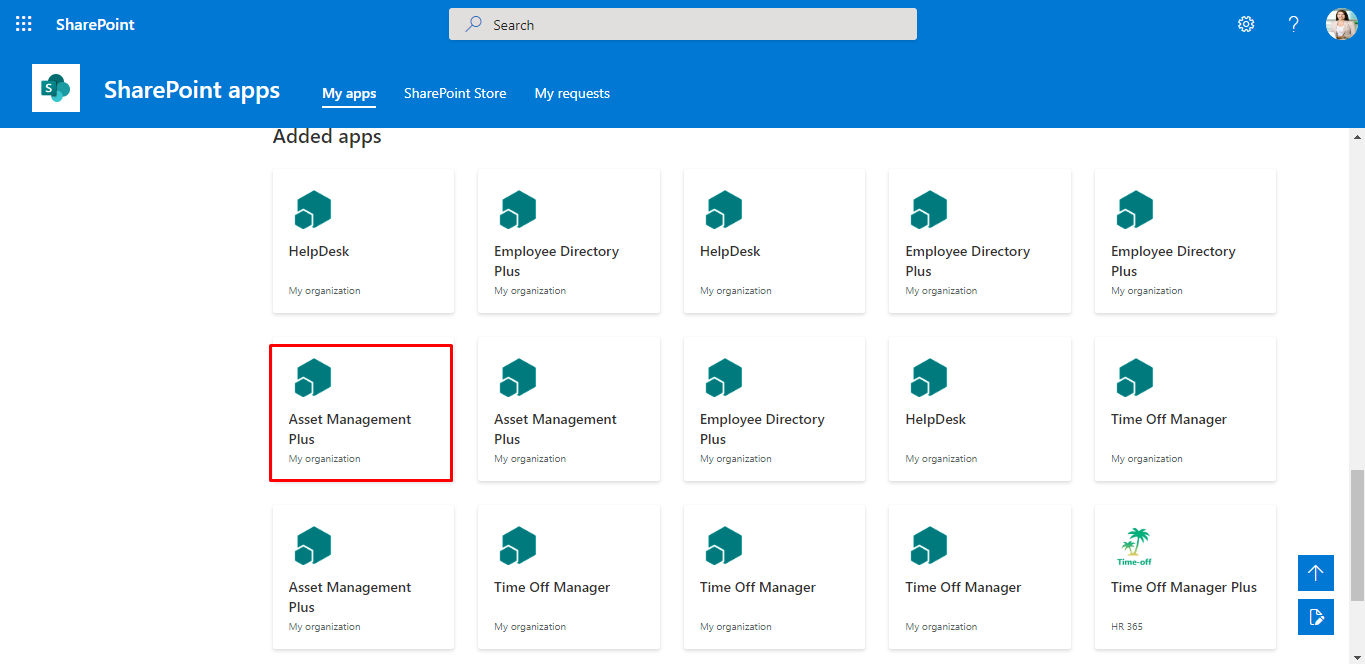 SharePoint
Search
?
S
SharePoint apps
My apps
SharePoint Store
My requests
Added apps
HelpDesk
My organization
Employee Directory
Plus
My organization
HelpDesk
My organization
Employee Directory
Plus
My organization
Employee Directory
Plus
My organization
Asset Management
Plus
My organization
Asset Management
Plus
My organization
Employee Directory
Plus
My organization
HelpDesk
My organization
Time Off Manager
My organization
Asset Management
Plus
My organization
Time Off Manager
My organization
Time Off Manager
My organization
Time Off Manager
My organization
Time-off
Time Off Manager Plus
HR 365